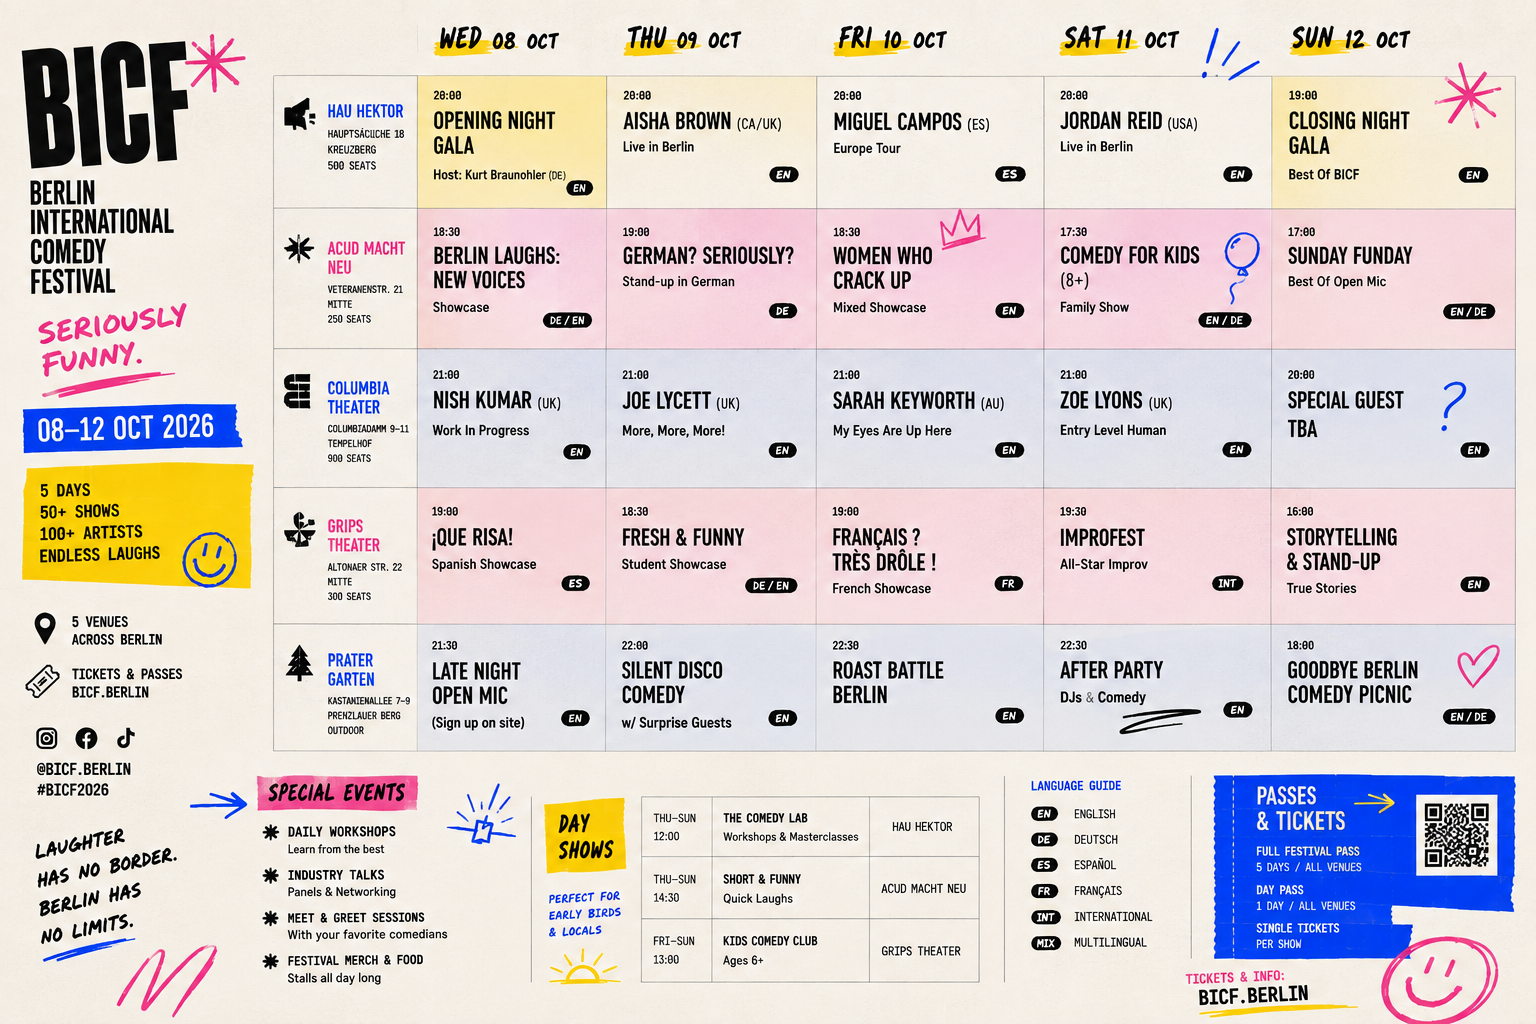 BICF
BERLIN
INTERNATIONAL
COMEDY
FESTIVAL
SERIOUSLY
FUNNY.
08–12 OCT 2026
5 DAYS
50+ SHOWS
100+ ARTISTS
ENDLESS LAUGHS
5 VENUES
ACROSS BERLIN
TICKETS & PASSES
BICF.BERLIN
@BICF.BERLIN
#BICF2026
LAUGHTER
HAS NO BORDER.
BERLIN HAS
NO LIMITS.
WED 08 OCT
THU 09 OCT
FRI 10 OCT
SAT 11 OCT
SUN 12 OCT
HAU HEKTOR
18
KREUZBERG
500 SEATS
20:00
OPENING NIGHT
GALA
Host: Kurt Braunohler (DE)
EN
20:00
AISHA BROWN (CA/UK)
Live in Berlin
EN
20:00
MIGUEL CAMPOS (ES)
Europe Tour
ES
20:00
JORDAN REID (USA)
Live in Berlin
EN
19:00
CLOSING NIGHT
GALA
Best Of BICF
EN
ACUD MACHT
NEU
VETERANENSTR. 21
MITTE
250 SEATS
18:30
BERLIN LAUGHS:
NEW VOICES
Showcase
DE / EN
19:00
GERMAN? SERIOUSLY?
Stand-up in German
DE
18:30
WOMEN WHO
CRACK UP
Mixed Showcase
EN
17:30
COMEDY FOR KIDS
(8+)
Family Show
EN / DE
17:00
SUNDAY FUNDAY
Best Of Open Mic
EN / DE
COLUMBIA
THEATER
COLUMBIADAMM 9–11
TEMPELHOF
900 SEATS
21:00
NISH KUMAR (UK)
Work In Progress
EN
21:00
JOE LYCETT (UK)
More, More, More!
EN
21:00
SARAH KEYWORTH (AU)
My Eyes Are Up Here
EN
21:00
ZOE LYONS (UK)
Entry Level Human
EN
20:00
SPECIAL GUEST
TBA
?
EN
GRIPS
THEATER
ALTONAER STR. 22
MITTE
300 SEATS
19:00
¡QUE RISA!
Spanish Showcase
ES
18:30
FRESH & FUNNY
Student Showcase
DE / EN
19:00
FRANÇAIS ?
TRÈS DRÔLE !
French Showcase
FR
19:30
IMPROFEST
All-Star Improv
INT
16:00
STORYTELLING
& STAND-UP
True Stories
EN
PRATER
GARTEN
KASTANIENALLEE 7–9
PRENZLAUER BERG
OUTDOOR
21:30
LATE NIGHT
OPEN MIC
(Sign up on site)
EN
22:00
SILENT DISCO
COMEDY
w/ Surprise Guests
EN
22:30
ROAST BATTLE
BERLIN
EN
22:30
AFTER PARTY
DJs & Comedy
EN
18:00
GOODBYE BERLIN
COMEDY PICNIC
EN / DE
SPECIAL EVENTS
DAILY WORKSHOPS
Learn from the best
INDUSTRY TALKS
Panels & Networking
MEET & GREET SESSIONS
With your favorite comedians
FESTIVAL MERCH & FOOD
Stalls all day long
DAY
SHOWS
PERFECT FOR
EARLY BIRDS
& LOCALS
THU–SUN
12:00
THE COMEDY LAB
Workshops & Masterclasses
HAU HEKTOR
THU–SUN
14:30
SHORT & FUNNY
Quick Laughs
ACUD MACHT NEU
FRI–SUN
13:00
KIDS COMEDY CLUB
Ages 6+
GRIPS THEATER
LANGUAGE GUIDE
EN ENGLISH
DE DEUTSCH
ES ESPAÑOL
FR FRANÇAIS
INT INTERNATIONAL
MIX MULTILINGUAL
PASSES
& TICKETS
FULL FESTIVAL PASS
5 DAYS / ALL VENUES
DAY PASS
1 DAY / ALL VENUES
SINGLE TICKETS
PER SHOW
TICKETS & INFO:
BICF.BERLIN